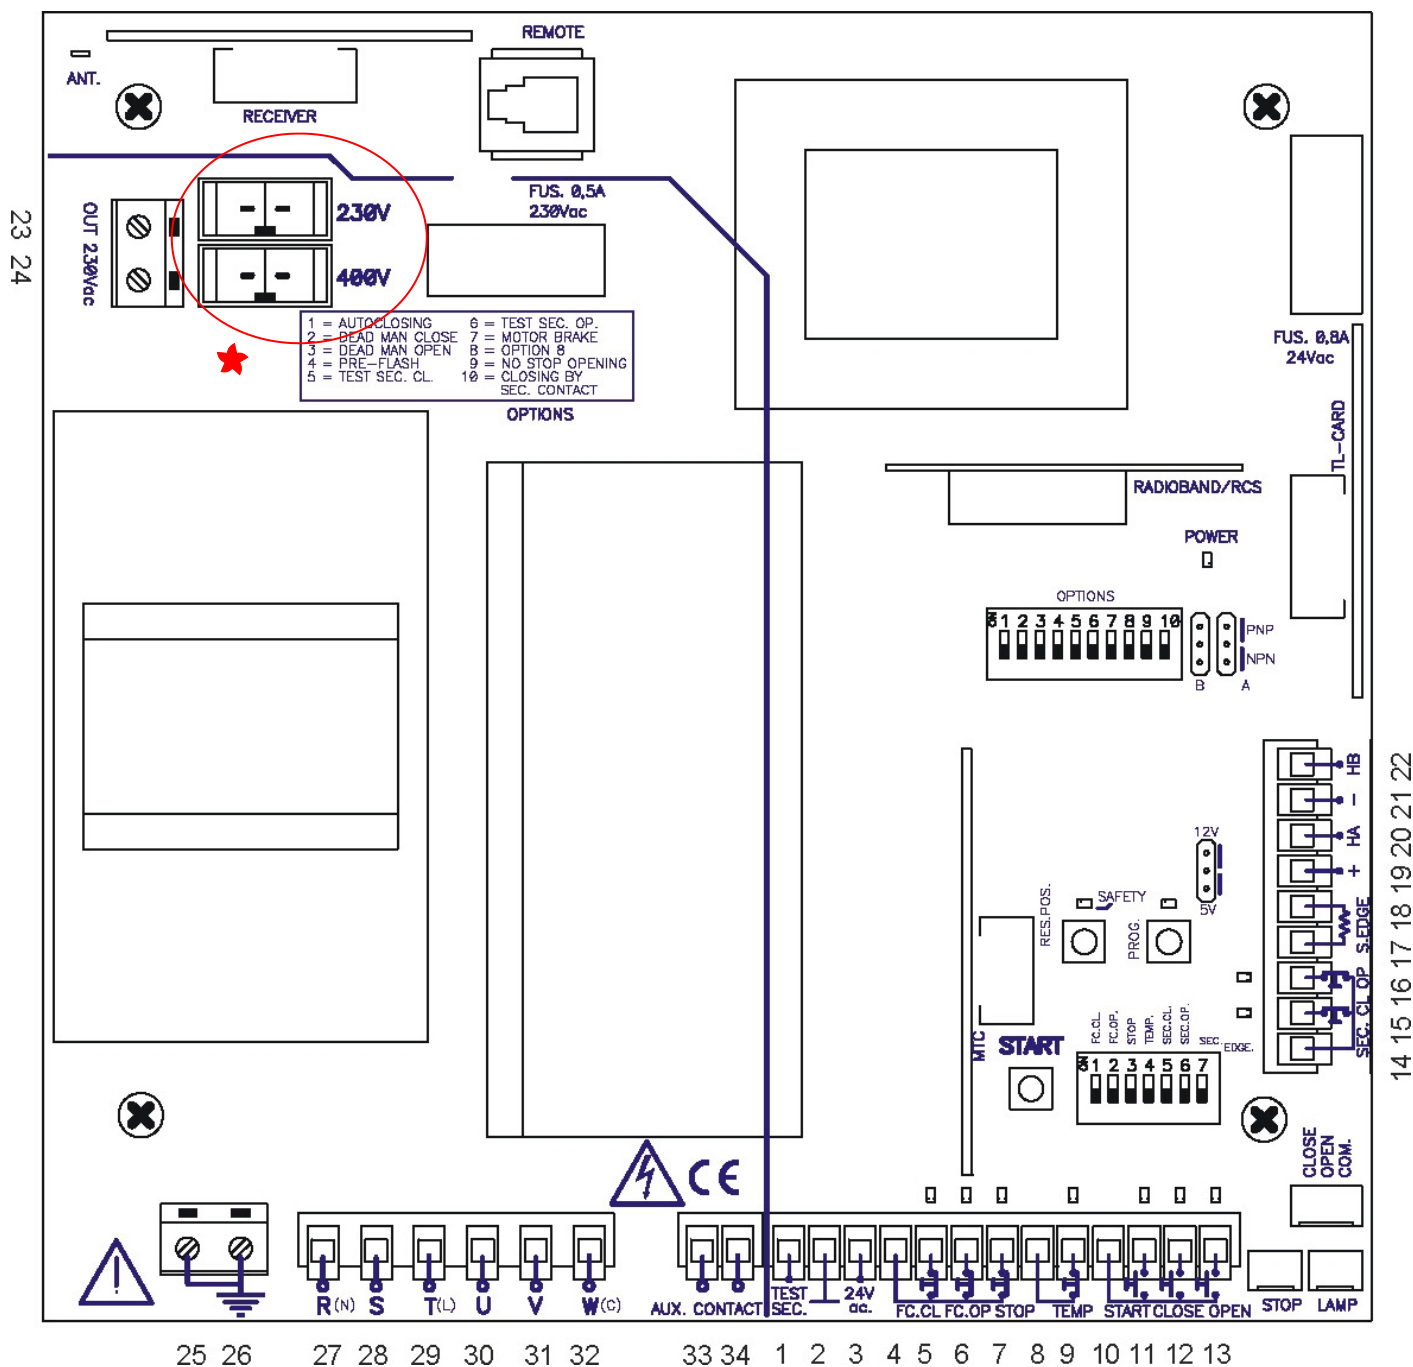 REMOTE
ANT.
RECEIVER
FUS. 0,5A
230Vac
230V
400V
OUT 230Vac
23 24
1 = AUTOCLOSING
2 = DEAD MAN CLOSE
3 = DEAD MAN OPEN
4 = PRE-FLASH
5 = TEST SEC. CL.
6 = TEST SEC. OP.
7 = MOTOR BRAKE
8 = OPTION 8
9 = NO STOP OPENING
10 = CLOSING BY
SEC. CONTACT
OPTIONS
FUS. 0,8A
24Vac
TL-CARD
RADIOBAND/RCS
POWER
OPTIONS
ON
1 2 3 4 5 6 7 8 9 10
PNP
NPN
B A
12V
5V
RES.POS.
SAFETY
PROG.
HB
-
HA
+
S.EDGE
SEC. CL OP
14 15 16 17 18 19 20 21 22
MTC
START
FC.CL.
FC.OP.
STOP
TEMP.
SEC.CL.
SEC.OP.
SEC. EDGE.
ON
1 2 3 4 5 6 7
CLOSE
OPEN
COM.
CE
R(N) S T(L) U V W(C)
AUX. CONTACT
TEST
SEC.
24V
ac.
FC.CL FC.OP STOP TEMP START CLOSE OPEN
STOP LAMP
25 26 27 28 29 30 31 32 33 34 1 2 3 4 5 6 7 8 9 10 11 12 13